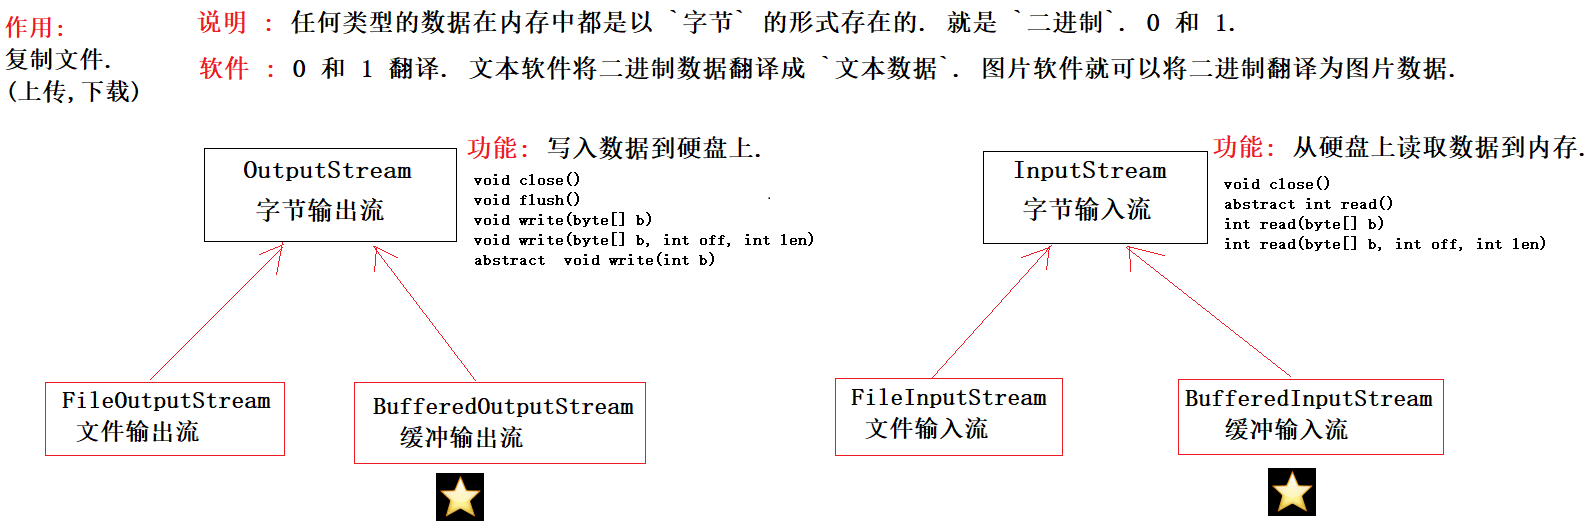 作用:
复制文件.
(上传,下载)
说明 : 任何类型的数据在内存中都是以 `字节` 的形式存在的. 就是 `二进制`. 0 和 1.
软件 : 0 和 1 翻译. 文本软件将二进制数据翻译成 `文本数据`. 图片软件就可以将二进制翻译为图片数据.
OutputStream
字节输出流
功能: 写入数据到硬盘上.
void close()
void flush()
void write(byte[] b)
void write(byte[] b, int off, int len)
abstract  void write(int b)
InputStream
字节输入流
功能: 从硬盘上读取数据到内存.
void close()
abstract int read()
int read(byte[] b)
int read(byte[] b, int off, int len)
FileOutputStream
文件输出流
BufferedOutputStream
缓冲输出流
FileInputStream
文件输入流
BufferedInputStream
缓冲输入流